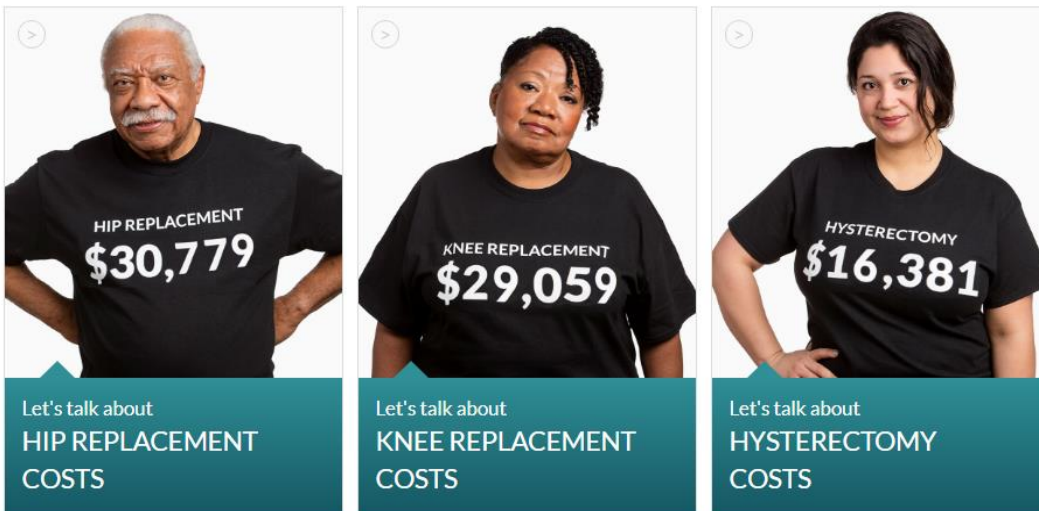 HIP REPLACEMENT
$30,779
Let's talk about
HIP REPLACEMENT
COSTS
KNEE REPLACEMENT
$29,059
Let's talk about
KNEE REPLACEMENT
COSTS
HYSTERECTOMY
$16,381
Let's talk about
HYSTERECTOMY
COSTS